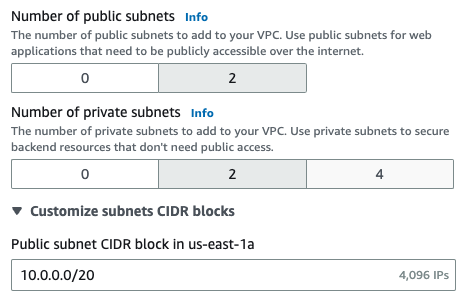 Number of public subnets Info
The number of public subnets to add to your VPC. Use public subnets for web
applications that need to be publicly accessible over the internet.
0 2
Number of private subnets Info
The number of private subnets to add to your VPC. Use private subnets to secure
backend resources that don't need public access.
0 2 4
Customize subnets CIDR blocks
Public subnet CIDR block in us-east-1a
10.0.0.0/20 4,096 IPs